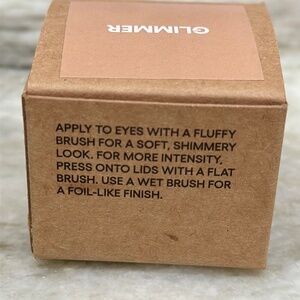 GLIMMER
APPLY TO EYES WITH A FLUFFY
BRUSH FOR A SOFT, SHIMMERY
LOOK. FOR MORE INTENSITY,
PRESS ONTO LIDS WITH A FLAT
BRUSH. USE A WET BRUSH FOR
A FOIL-LIKE FINISH.